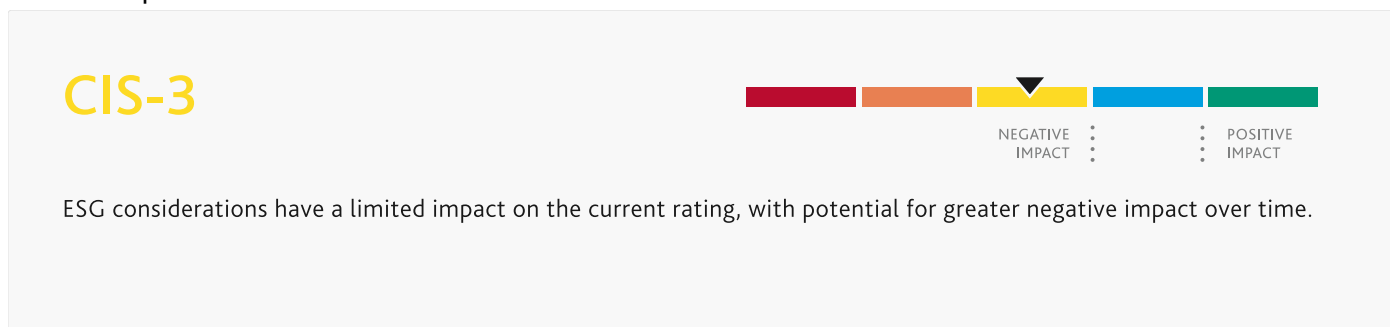 CIS-3
NEGATIVE
IMPACT
POSITIVE
IMPACT
ESG considerations have a limited impact on the current rating, with potential for greater negative impact over time.